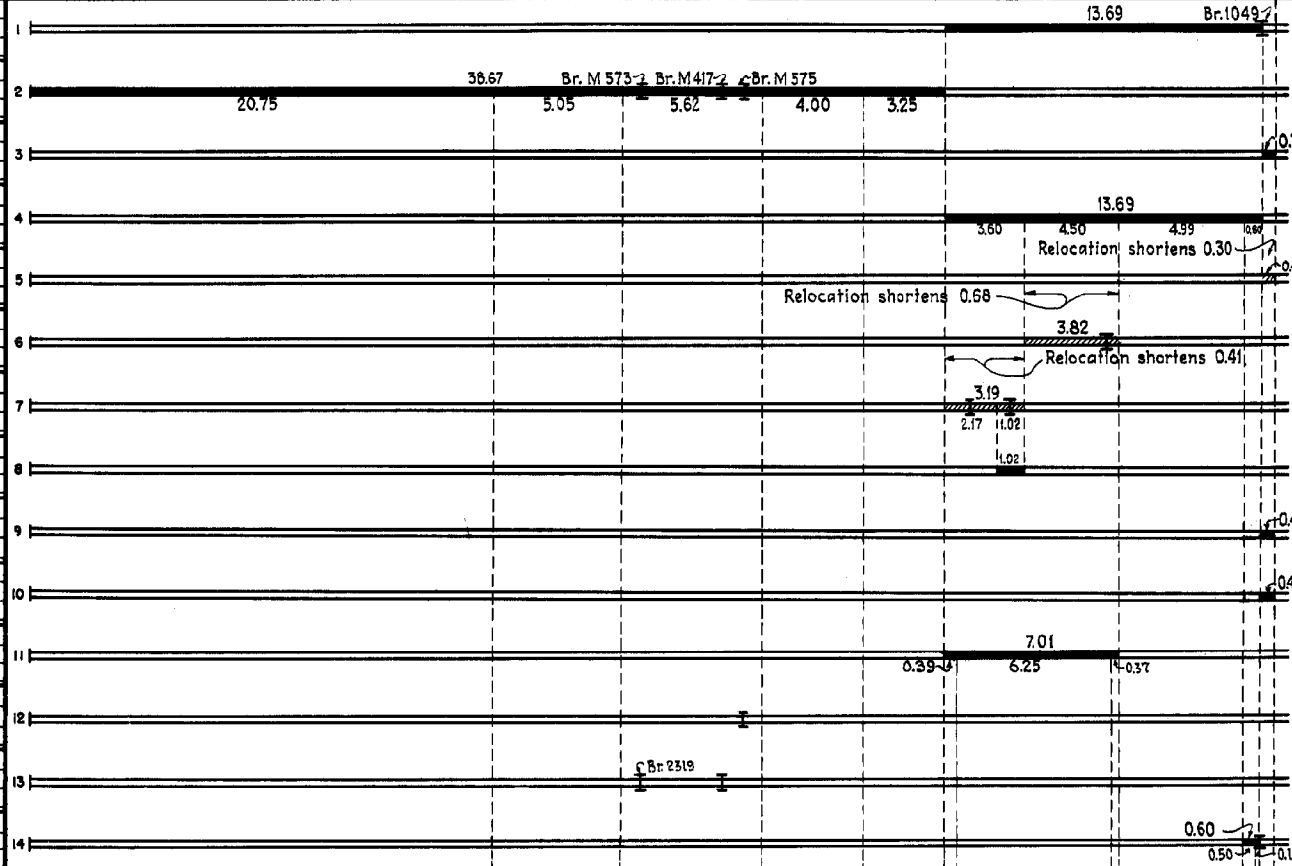 13.69 Br. 1049
1
38.67 Br. M 573 Br. M 417 Br. M 575
2
20.75 5.05 5.62 4.00 3.25
3
13.69
4
3.60 4.50 4.99 0.60
Relocation shortens 0.30
5
Relocation shortens 0.68
3.82
6
Relocation shortens 0.41
3.19
7
2.17 1.02
1.02
8
9
10
7.01
11
0.39 6.25 0.37
12
Br. 2319
13
0.60
14
0.50